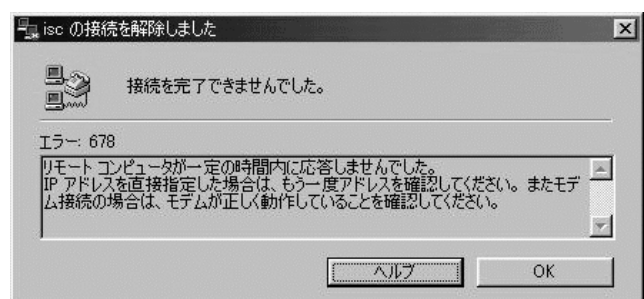 isc の接続を解除しました
接続を完了できませんでした。
エラー: 678
リモート コンピュータが一定の時間内に応答しませんでした。
IP アドレスを直接指定した場合は、もう一度アドレスを確認してください。またモデ
ム接続の場合は、モデムが正しく動作していることを確認してください。
ヘルプ
OK